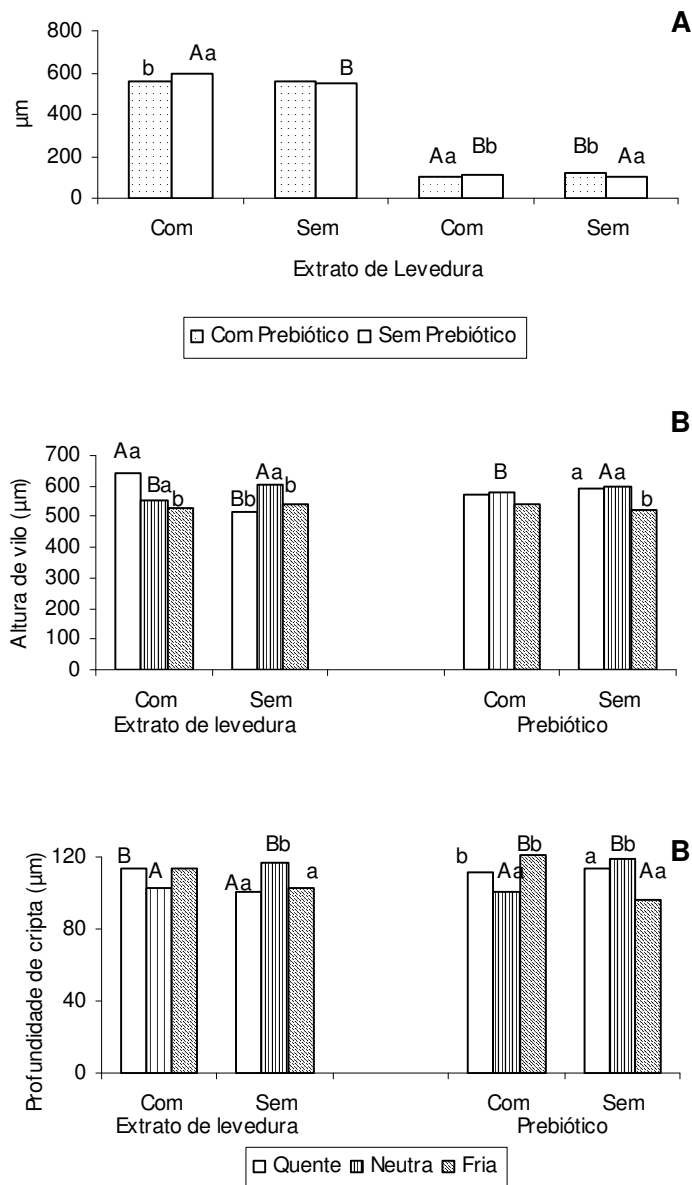 A
800
600
400
200
0
µm
b Aa B
Aa Bb Bb Aa
Com Sem Com Sem
Extrato de Levedura
Com Prebiótico Sem Prebiótico
B
700
600
500
400
300
200
100
0
Altura de vilo (µm)
Aa Ba b Bb Aa b B a Aa b
Com Sem Com Sem
Extrato de levedura Prebiótico
B
120
80
40
0
Profundidade de cripta (µm)
B A Aa Bb a b Aa Bb a Bb Aa
Com Sem Com Sem
Extrato de levedura Prebiótico
Quente Neutra Fria